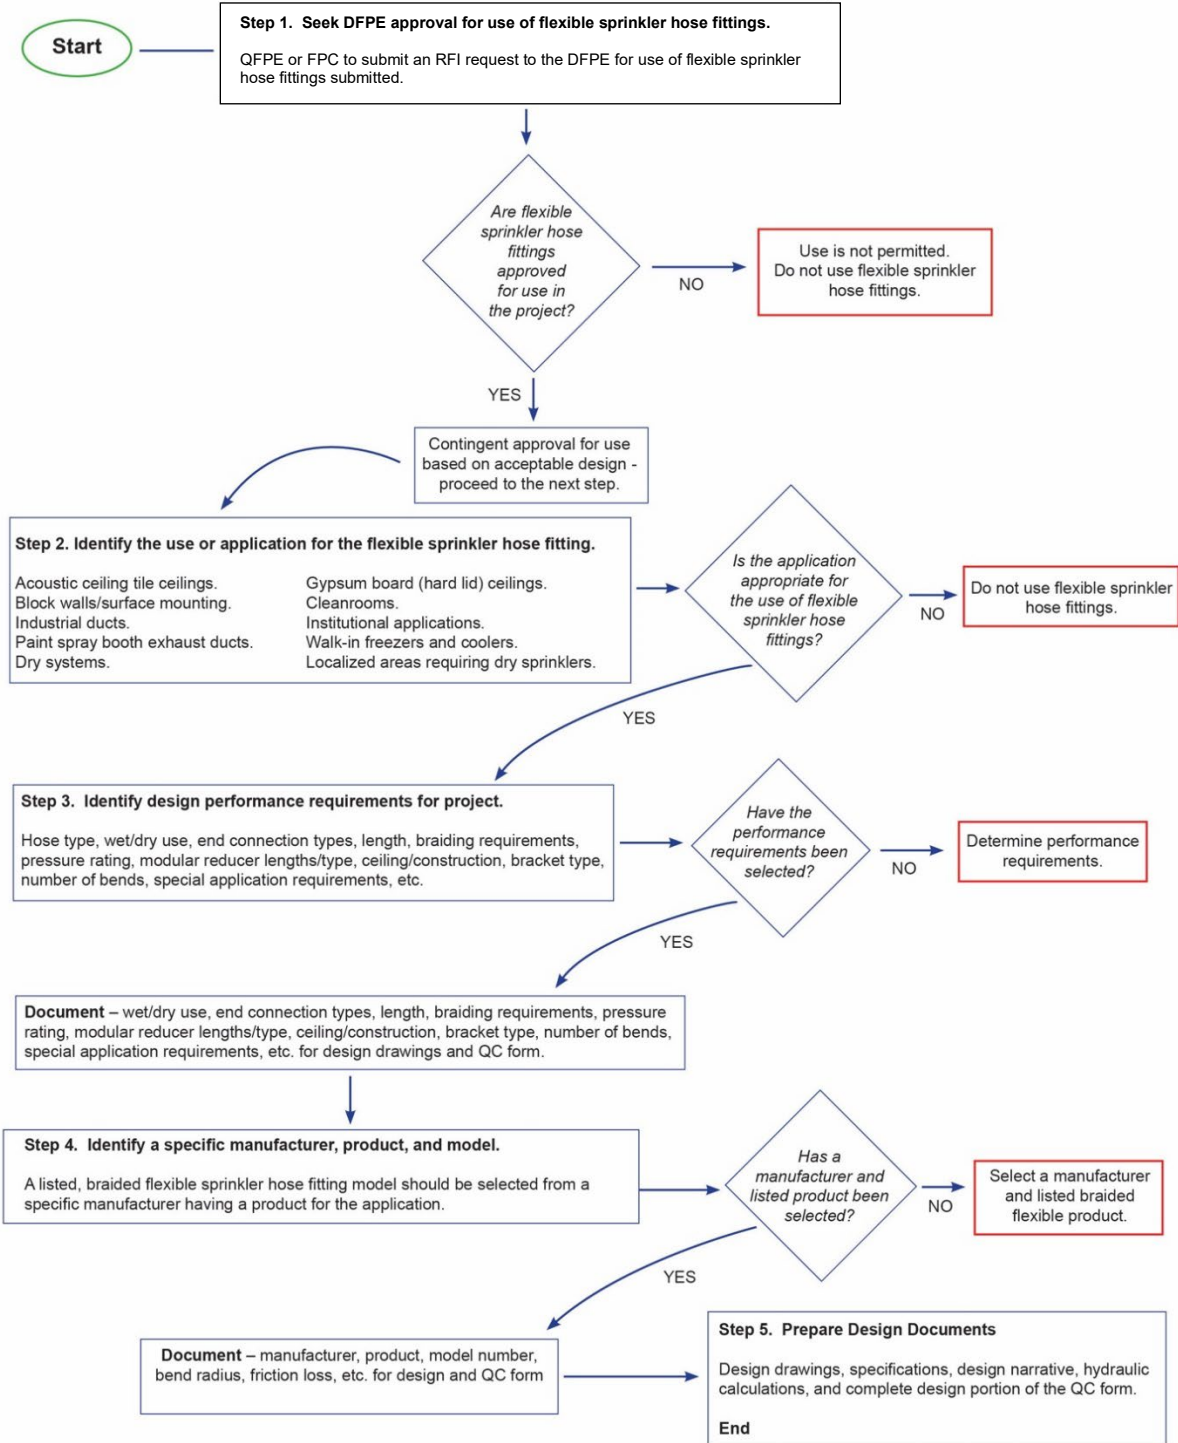 Start
Step 1. Seek DFPE approval for use of flexible sprinkler hose fittings.
QFPE or FPC to submit an RFI request to the DFPE for use of flexible sprinkler
hose fittings submitted.
Are flexible
sprinkler hose
fittings
approved
for use in
the project?
NO
Use is not permitted.
Do not use flexible sprinkler
hose fittings.
YES
Contingent approval for use
based on acceptable design -
proceed to the next step.
Step 2. Identify the use or application for the flexible sprinkler hose fitting.
Acoustic ceiling tile ceilings.
Block walls/surface mounting.
Industrial ducts.
Paint spray booth exhaust ducts.
Dry systems.
Gypsum board (hard lid) ceilings.
Cleanrooms.
Institutional applications.
Walk-in freezers and coolers.
Localized areas requiring dry sprinklers.
Is the application
appropriate for
the use of flexible
sprinkler hose
fittings?
NO
Do not use flexible sprinkler
hose fittings.
YES
Step 3. Identify design performance requirements for project.
Hose type, wet/dry use, end connection types, length, braiding requirements,
pressure rating, modular reducer lengths/type, ceiling/construction, bracket type,
number of bends, special application requirements, etc.
Have the
performance
requirements been
selected?
NO
Determine performance
requirements.
YES
Document – wet/dry use, end connection types, length, braiding requirements, pressure
rating, modular reducer lengths/type, ceiling/construction, bracket type, number of bends,
special application requirements, etc. for design drawings and QC form.
Step 4. Identify a specific manufacturer, product, and model.
A listed, braided flexible sprinkler hose fitting model should be selected from a
specific manufacturer having a product for the application.
Has a
manufacturer and
listed product been
selected?
NO
Select a manufacturer
and listed braided
flexible product.
YES
Document – manufacturer, product, model number,
bend radius, friction loss, etc. for design and QC form
Step 5. Prepare Design Documents
Design drawings, specifications, design narrative, hydraulic
calculations, and complete design portion of the QC form.
End